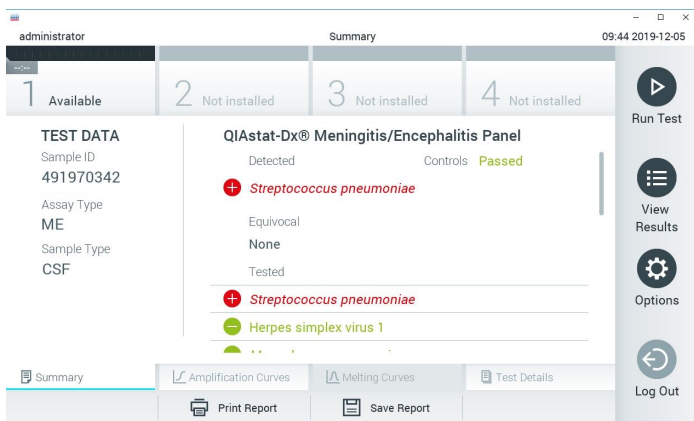 administrator
Summary
09:44 2019-12-05
--:--
1 Available
2 Not installed
3 Not installed
4 Not installed
Run Test
View
Results
Options
Log Out
TEST DATA
Sample ID
491970342
Assay Type
ME
Sample Type
CSF
QIAstat-Dx® Meningitis/Encephalitis Panel
Detected
Controls Passed
Streptococcus pneumoniae
Equivocal
None
Tested
Streptococcus pneumoniae
Herpes simplex virus 1
Summary
Amplification Curves
Melting Curves
Test Details
Print Report
Save Report